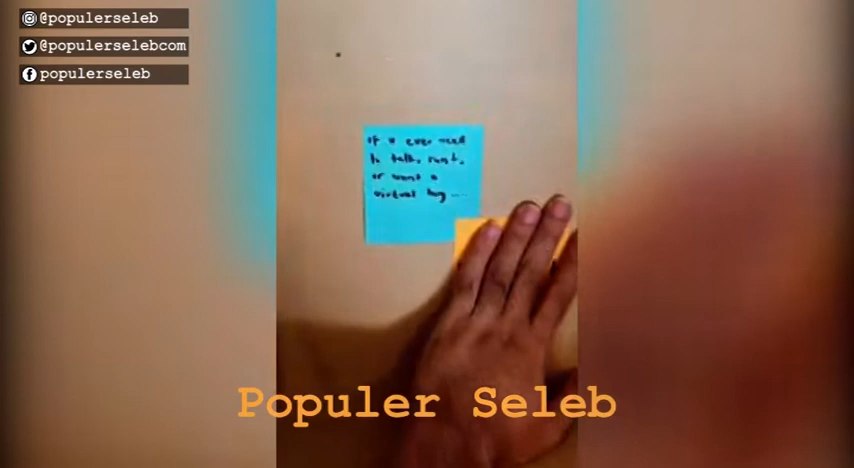 @populerseleb
@populerselebcom
populerseleb
If u ever need
to talk, rant,
or want a
virtual hug ....
Populer Seleb